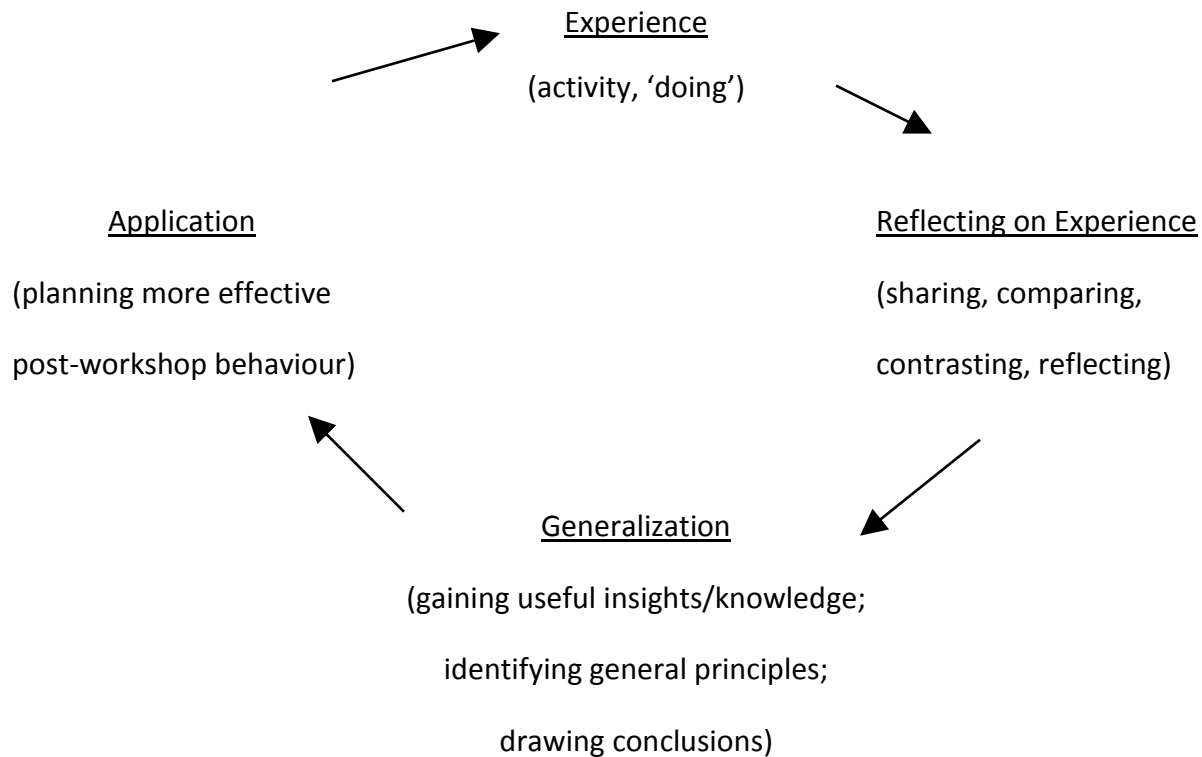 Experience
(activity, ‘doing’)
Application
(planning more effective
post-workshop behaviour)
Reflecting on Experience
(sharing, comparing,
contrasting, reflecting)
Generalization
(gaining useful insights/knowledge;
identifying general principles;
drawing conclusions)